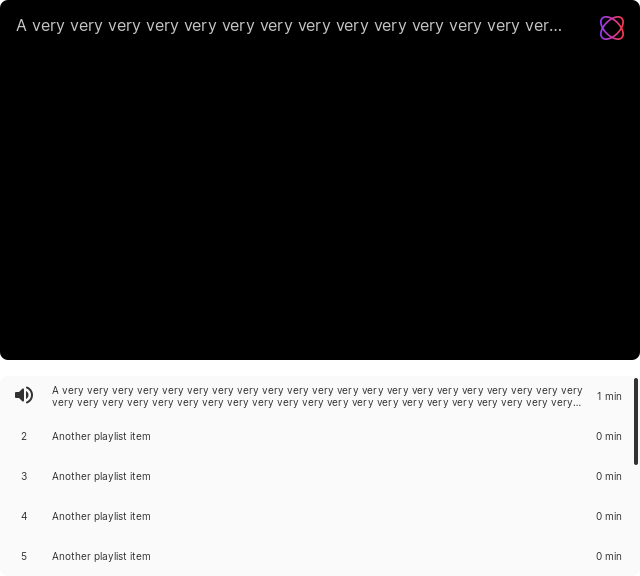 A very very very very very very very very very very very very very ver...
A very very very very very very very very very very very very very very very very very very very very very
very very very very very very very very very very very very very very very very very very very very very...
1 min
2 Another playlist item 0 min
3 Another playlist item 0 min
4 Another playlist item 0 min
5 Another playlist item 0 min